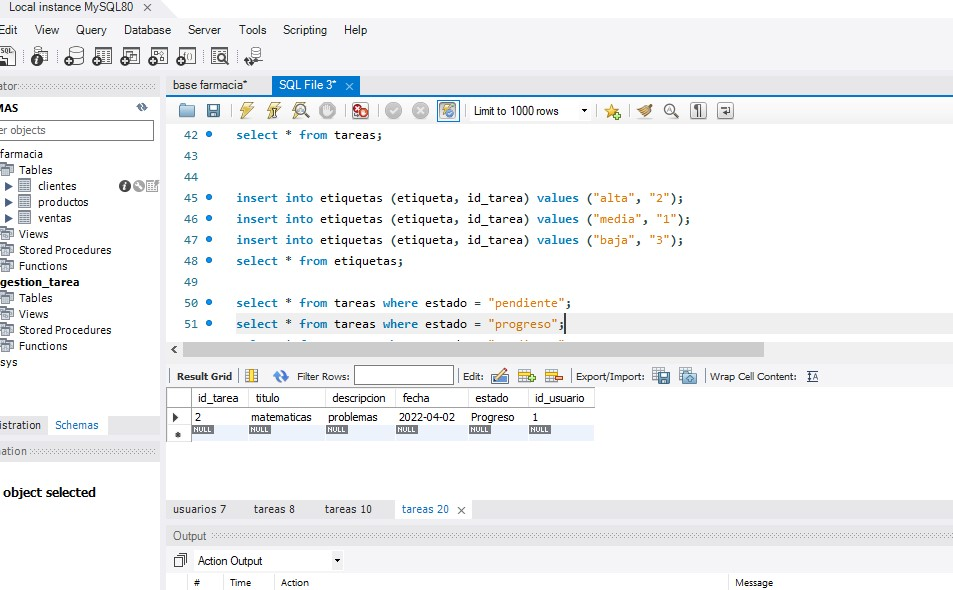 Local instance MySQL80
Edit View Query Database Server Tools Scripting Help
base farmacia* SQL File 3*
Limit to 1000 rows
er objects
farmacia
Tables
clientes
productos
ventas
Views
Stored Procedures
Functions
gestion_tarea
Tables
Views
Stored Procedures
Functions
sys
istration Schemas
object selected
42 select * from tareas;
43
44
45 insert into etiquetas (etiqueta, id_tarea) values ("alta", "2");
46 insert into etiquetas (etiqueta, id_tarea) values ("media", "1");
47 insert into etiquetas (etiqueta, id_tarea) values ("baja", "3");
48 select * from etiquetas;
49
50 select * from tareas where estado = "pendiente";
51 select * from tareas where estado = "progreso";
Result Grid Filter Rows: Edit: Export/Import: Wrap Cell Content: IA
id_tarea titulo descripcion fecha estado id_usuario
2 matematicas problemas 2022-04-02 Progreso 1
NULL NULL NULL NULL NULL NULL
usuarios 7 tareas 8 tareas 10 tareas 20
Output
Action Output
# Time Action Message